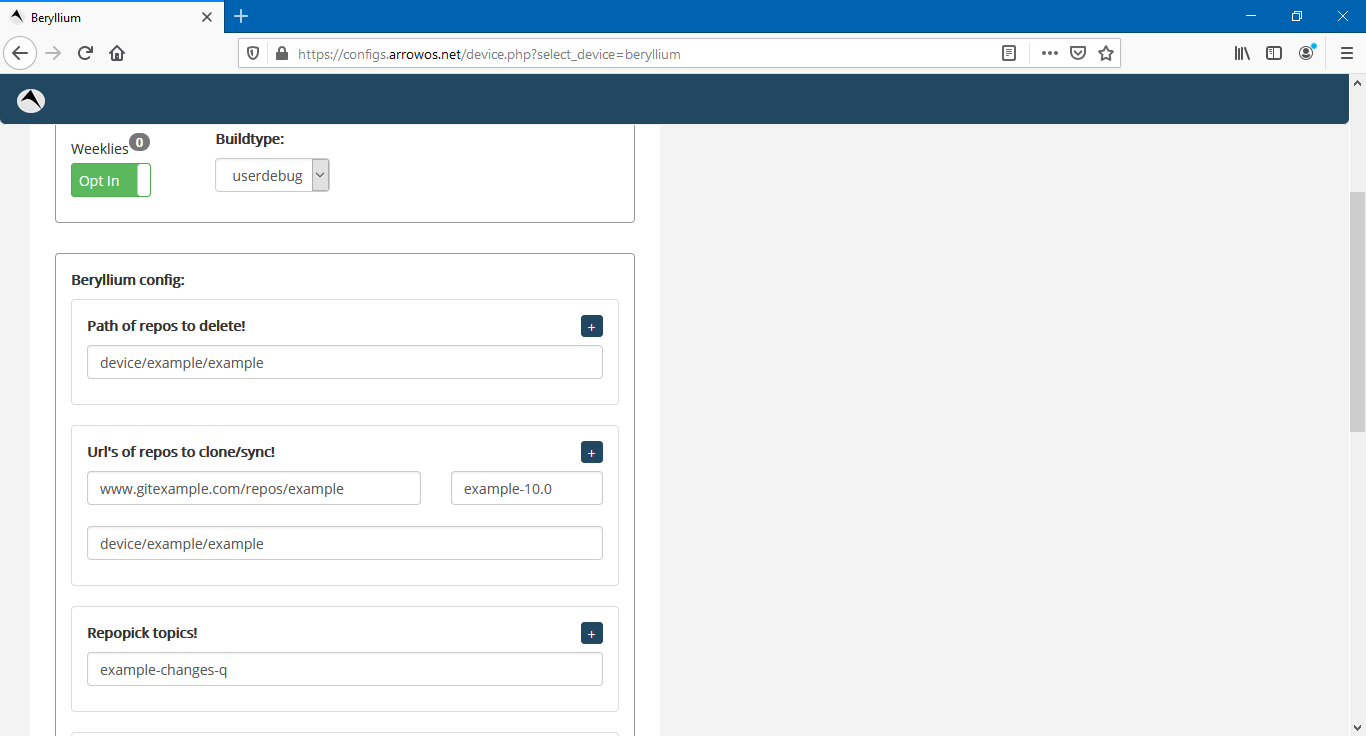 Beryllium
https://configs.arrowos.net/device.php?select_device=beryllium
Weeklies 0
Buildtype:
Opt In
userdebug
Beryllium config:
Path of repos to delete!
+
device/example/example
Url's of repos to clone/sync!
+
www.gitexample.com/repos/example
example-10.0
device/example/example
Repopick topics!
+
example-changes-q